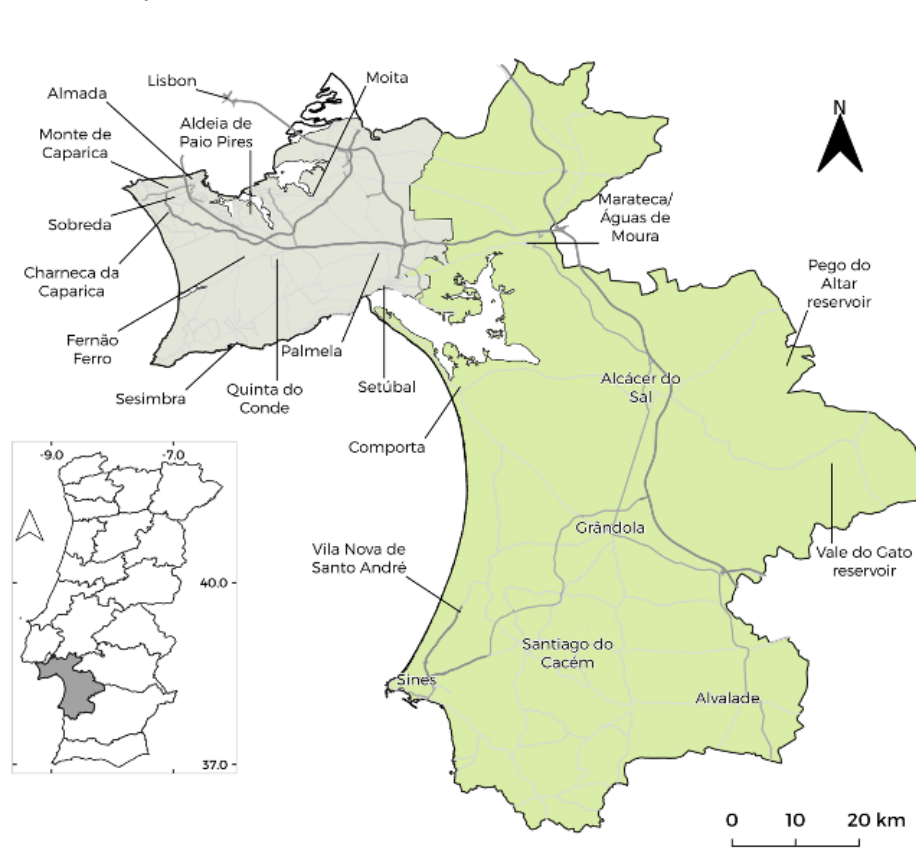 Lisbon
Moita
Almada
Aldeia de
Paio Pires
N
Monte de
Caparica
Marateca/
Águas de
Moura
Sobreda
Charneca da
Caparica
Pego do
Altar
reservoir
Fernão
Ferro
Palmela
Sesimbra
Quinta do
Conde
Setúbal
Alcácer do
Sál
Comporta
-9.0
-7.0
Grândola
Vila Nova de
Santo André
Vale do Gato
reservoir
40.0
Santiago do
Cacém
Sines
Alvalade
37.0
0 10 20 km